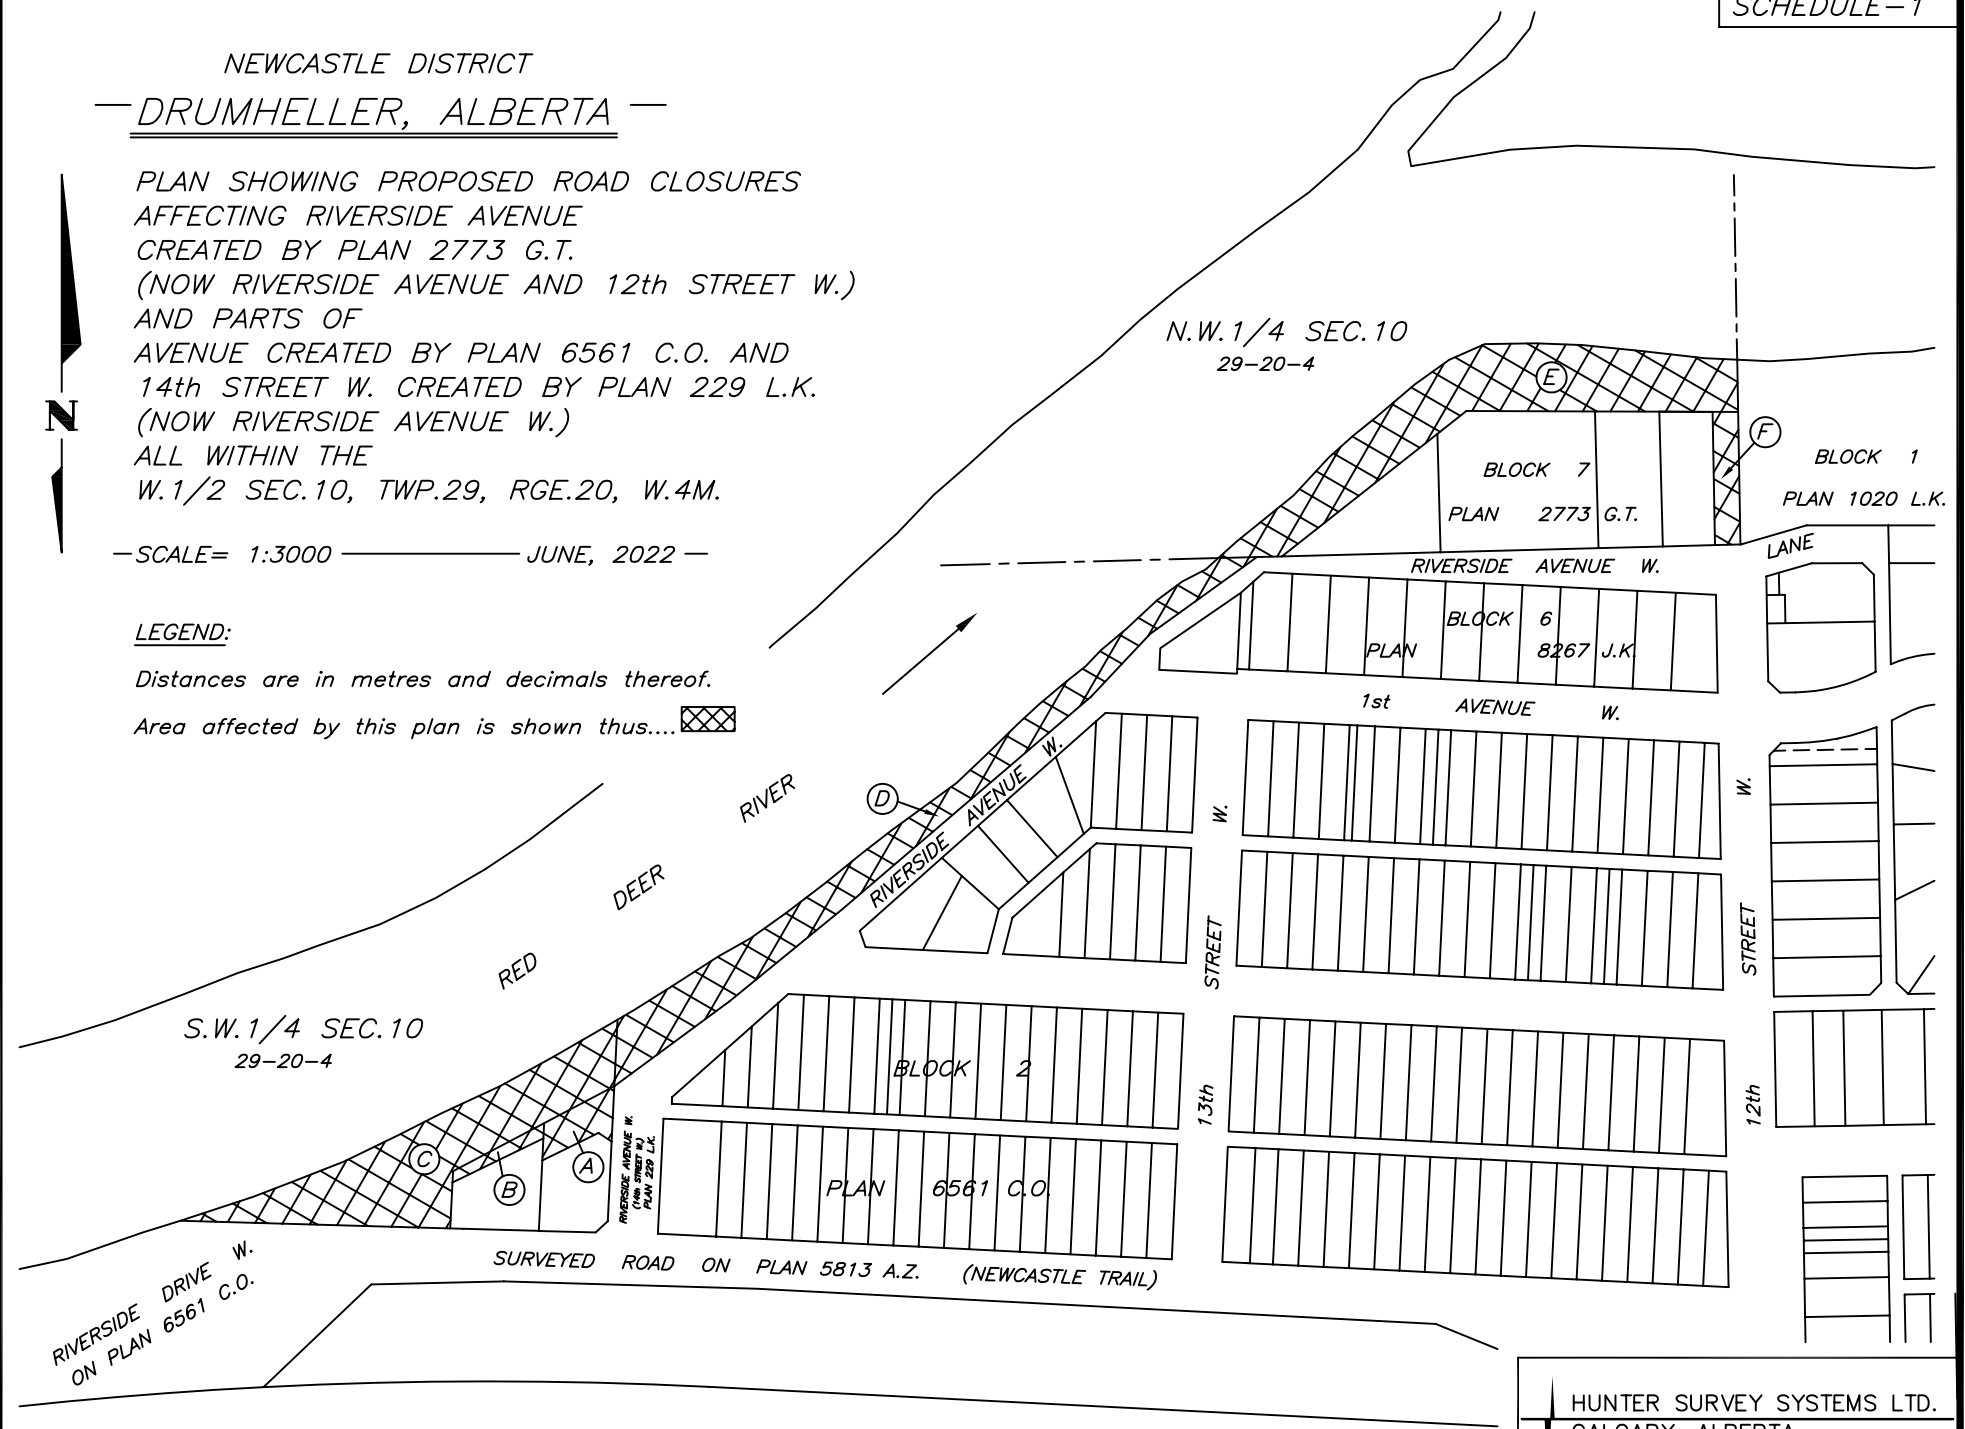 SCHEDULE-1
NEWCASTLE DISTRICT
DRUMHELLER, ALBERTA
PLAN SHOWING PROPOSED ROAD CLOSURES
AFFECTING RIVERSIDE AVENUE
CREATED BY PLAN 2773 G.T.
(NOW RIVERSIDE AVENUE AND 12th STREET W.)
AND PARTS OF
AVENUE CREATED BY PLAN 6561 C.O. AND
14th STREET W. CREATED BY PLAN 229 L.K.
(NOW RIVERSIDE AVENUE W.)
ALL WITHIN THE
W.1/2 SEC.10, TWP.29, RGE.20, W.4M.
SCALE= 1:3000 JUNE, 2022
N
LEGEND:
Distances are in metres and decimals thereof.
Area affected by this plan is shown thus....
N.W.1/4 SEC.10
29-20-4
E
F
BLOCK 7
PLAN 2773 G.T.
BLOCK 1
PLAN 1020 L.K.
LANE
RIVERSIDE AVENUE W.
BLOCK 6
PLAN 8267 J.K.
1st AVENUE W.
D
RIVERSIDE AVENUE W.
RED DEER RIVER
S.W.1/4 SEC.10
29-20-4
13th STREET W.
12th STREET W.
BLOCK 2
PLAN 6561 C.O.
C
B
A
RIVERSIDE AVENUE W.
(14th STREET W.)
PLAN 229 L.K.
SURVEYED ROAD ON PLAN 5813 A.Z. (NEWCASTLE TRAIL)
RIVERSIDE DRIVE W.
ON PLAN 6561 C.O.
HUNTER SURVEY SYSTEMS LTD.
CALGARY, ALBERTA